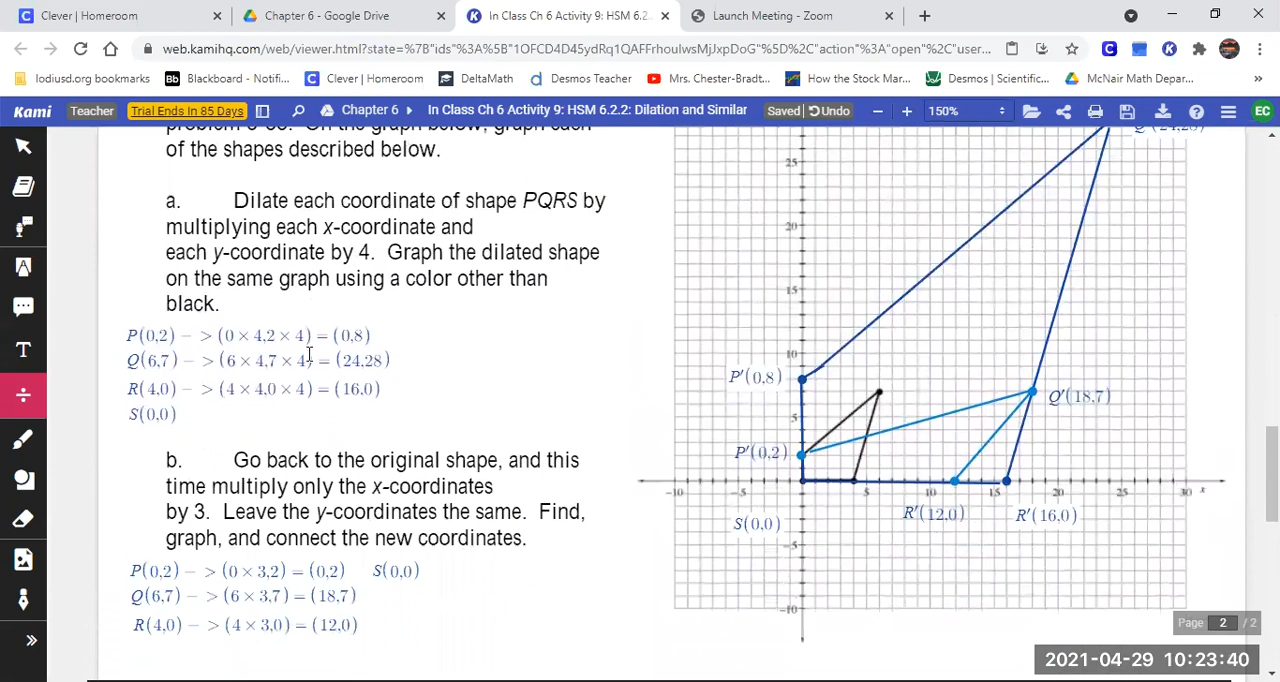 Clever | Homeroom
Chapter 6 - Google Drive
In Class Ch 6 Activity 9: HSM 6.2.
Launch Meeting - Zoom
web.kamihq.com/web/viewer.html?state=%7B"ids"%3A%5B"1OFCD4D45ydRq1QAFFrhoulwsMjJxpDoG"%5D%2C"action"%3A"open"%2C"user...
lodiusd.org bookmarks
Blackboard - Notifi...
Clever | Homeroom
DeltaMath
Desmos Teacher
Mrs. Chester-Bradt...
How the Stock Mar...
Desmos | Scientific...
McNair Math Depar...
»
Kami Teacher Trial Ends In 85 Days Chapter 6 In Class Ch 6 Activity 9: HSM 6.2.2: Dilation and Similar Saved Undo 150% EC
of the shapes described below.
a. Dilate each coordinate of shape PQRS by
multiplying each x-coordinate and
each y-coordinate by 4. Graph the dilated shape
on the same graph using a color other than
black.
P(0,2) − > (0 × 4,2 × 4) = (0,8)
Q(6,7) − > (6 × 4,7 × 4) = (24,28)
R(4,0) − > (4 × 4,0 × 4) = (16,0)
S(0,0)
b. Go back to the original shape, and this
time multiply only the x-coordinates
by 3. Leave the y-coordinates the same. Find,
graph, and connect the new coordinates.
P(0,2) − > (0 × 3,2) = (0,2) S(0,0)
Q(6,7) − > (6 × 3,7) = (18,7)
R(4,0) − > (4 × 3,0) = (12,0)
25
20
15
10
P′(0,8)
5
Q′(18,7)
P′(0,2)
-10 -5 5 10 15 20 25 30 x
R′(12,0) R′(16,0)
S(0,0)
-5
-10
Page 2 / 2
2021-04-29 10:23:40